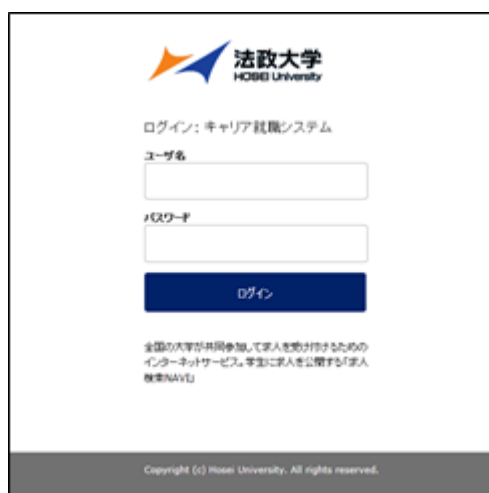 法政大学
HOSEI University
ログイン: キャリア就職システム
ユーザ名
パスワード
ログイン
全国の大学が共同参加して求人を受け付けるための
インターネットサービス。学生に求人を公開する「求人
検索NAVI」
Copyright (c) Hosei University. All rights reserved.